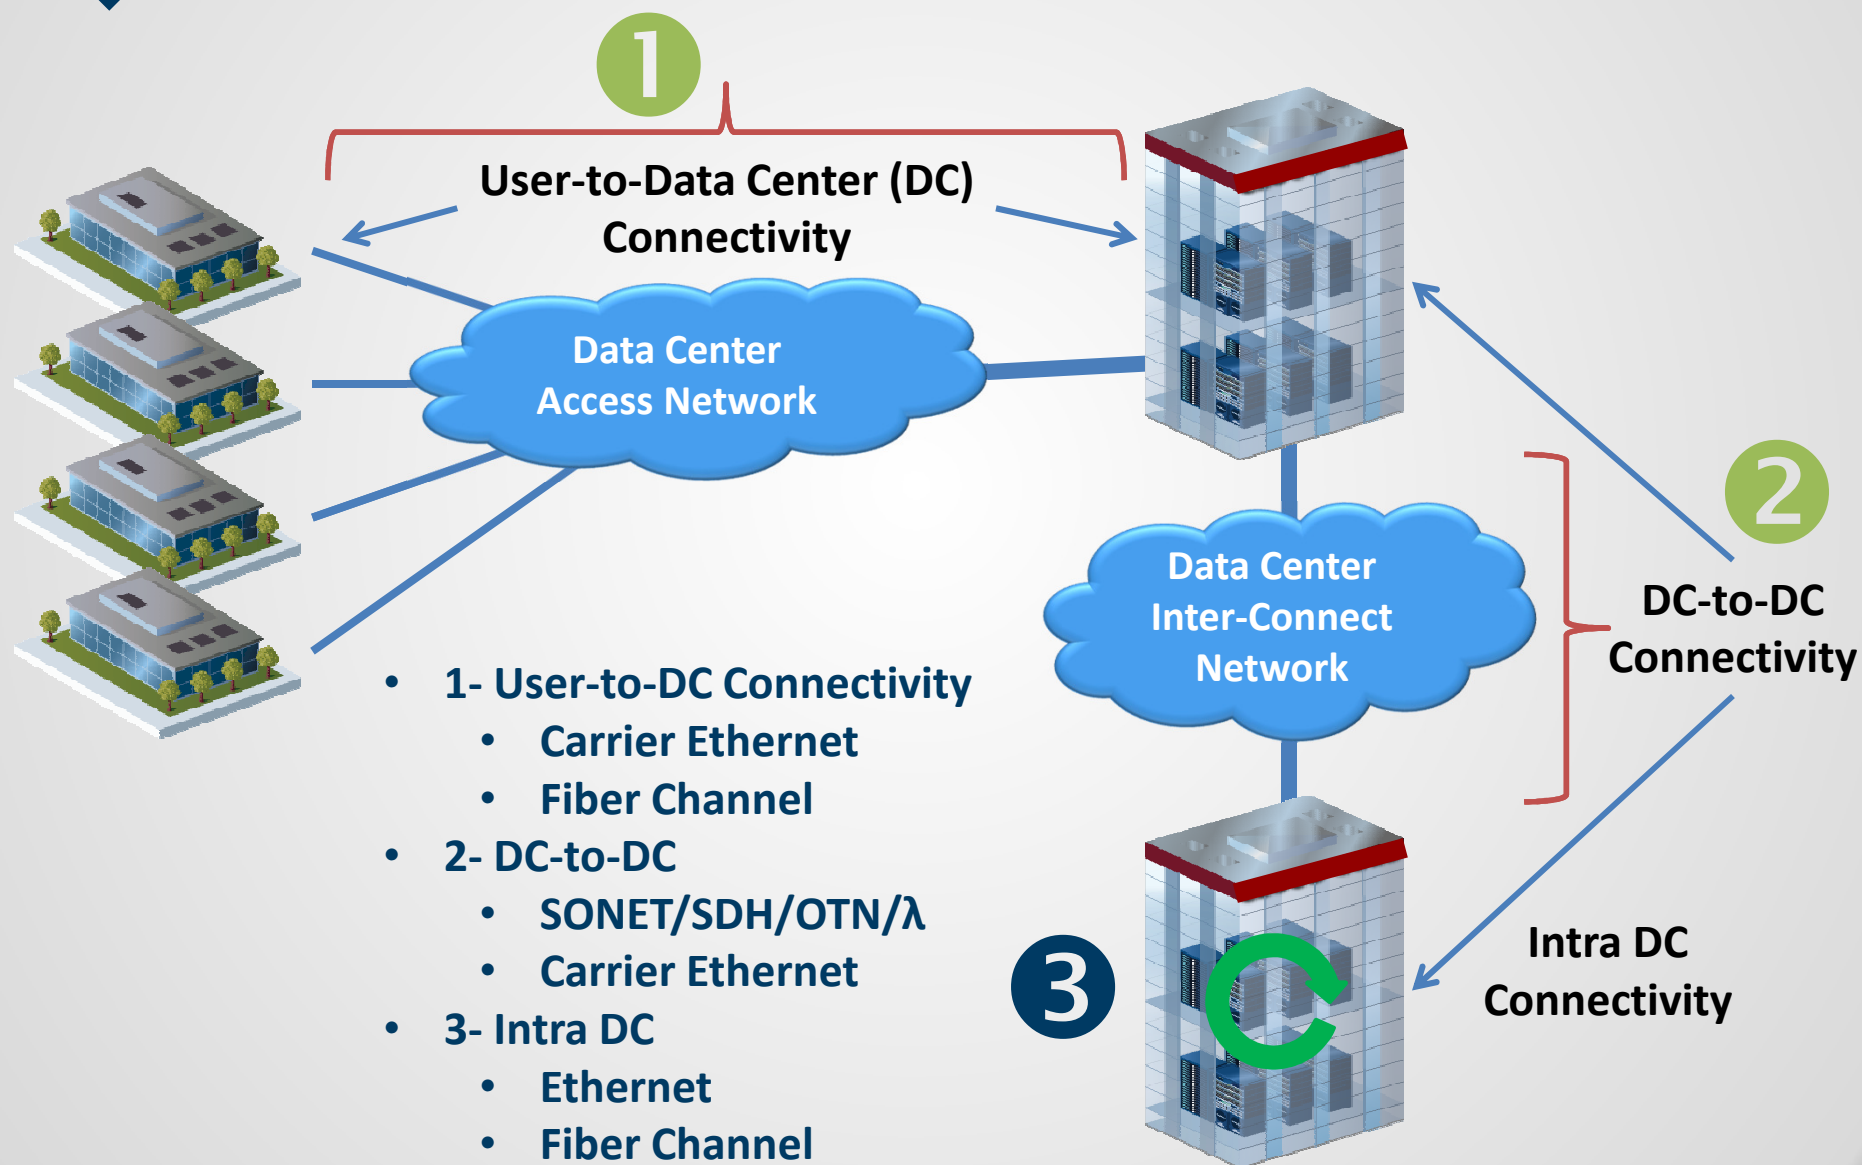 1
User-to-Data Center (DC)
Connectivity
Data Center
Access Network
2
Data Center
Inter-Connect
Network
DC-to-DC
Connectivity
• 1- User-to-DC Connectivity
• Carrier Ethernet
• Fiber Channel
• 2- DC-to-DC
• SONET/SDH/OTN/λ
• Carrier Ethernet
• 3- Intra DC
• Ethernet
• Fiber Channel
3
Intra DC
Connectivity